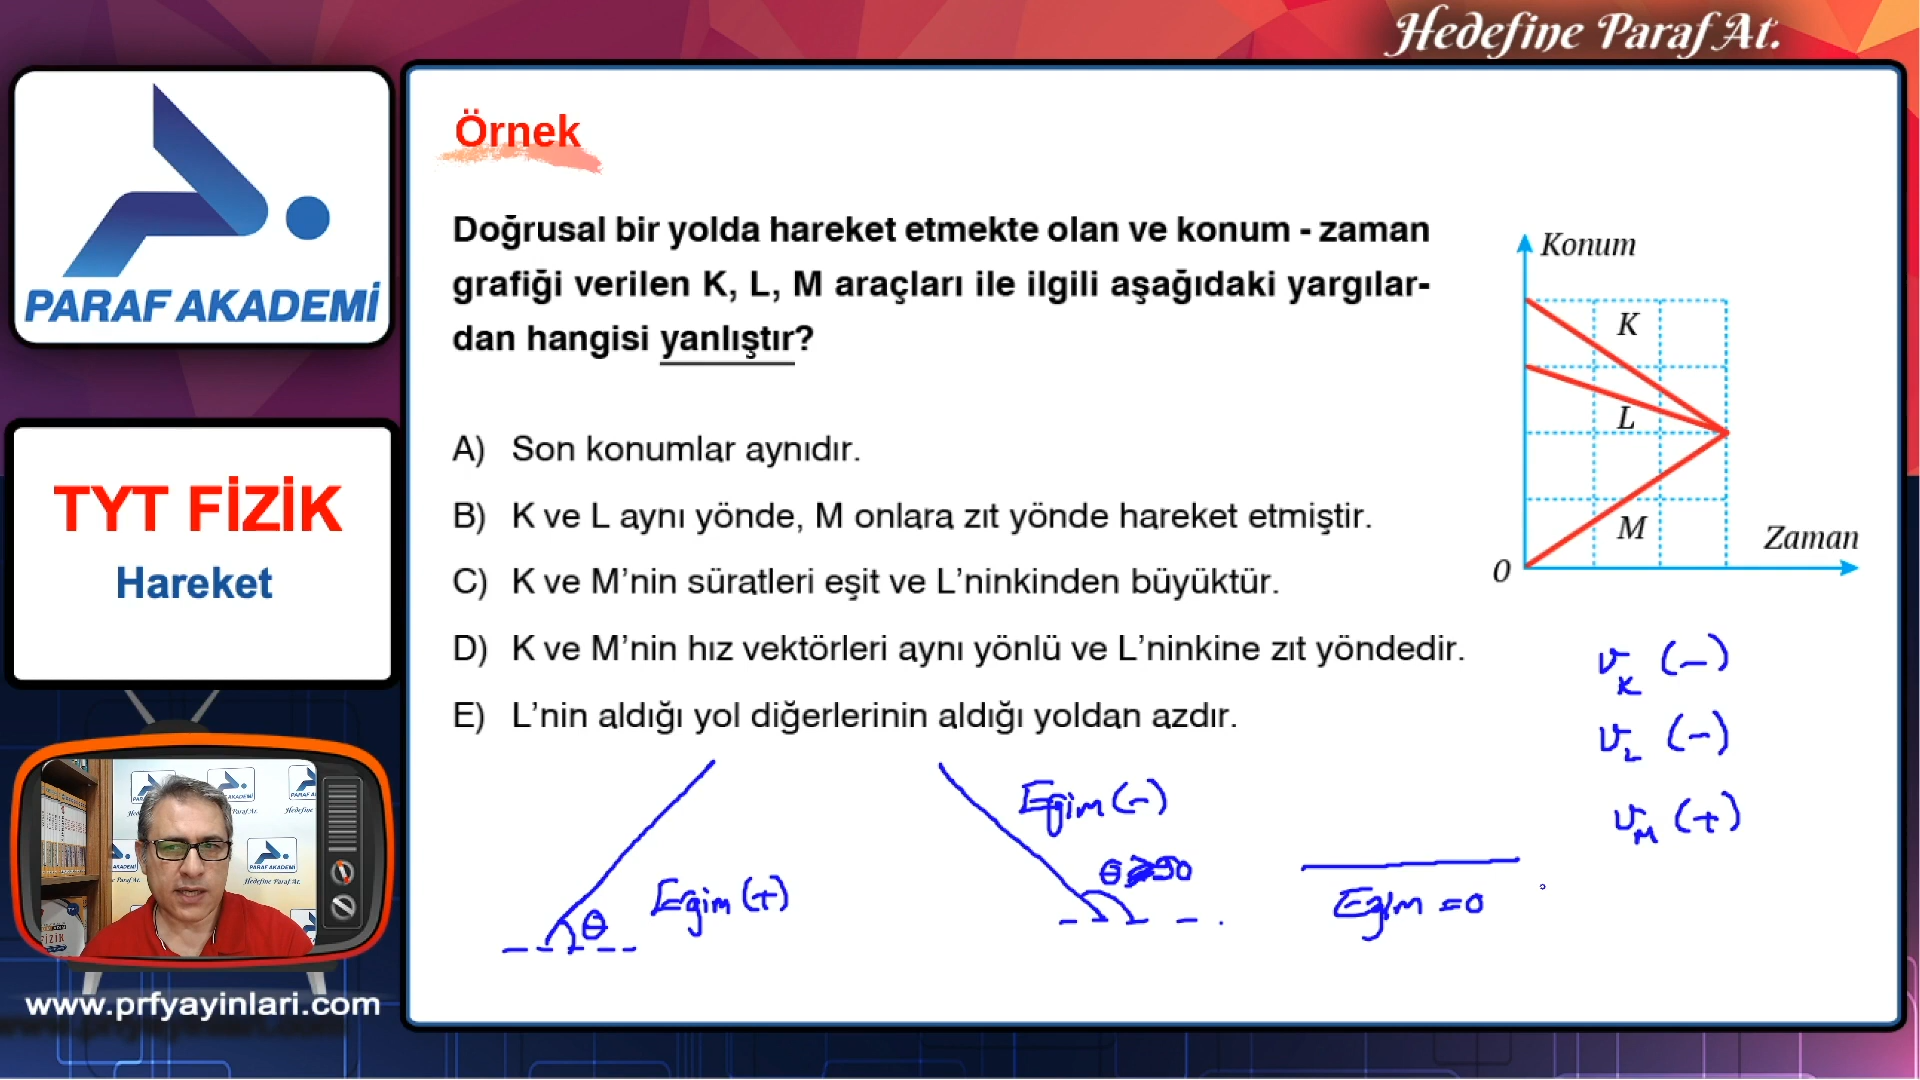 Hedefine Paraf At.
PARAF AKADEMİ
TYT FİZİK
Hareket
www.prfyayinlari.com
Örnek
Doğrusal bir yolda hareket etmekte olan ve konum - zaman
grafiği verilen K, L, M araçları ile ilgili aşağıdaki yargılar-
dan hangisi yanlıştır?
A) Son konumlar aynıdır.
B) K ve L aynı yönde, M onlara zıt yönde hareket etmiştir.
C) K ve M’nin süratleri eşit ve L’ninkinden büyüktür.
D) K ve M’nin hız vektörleri aynı yönlü ve L’ninkine zıt yöndedir.
E) L’nin aldığı yol diğerlerinin aldığı yoldan azdır.
Konum
K
L
M
Zaman
0
v_K (-)
v_L (-)
v_M (+)
θ
Eğim (+)
Eğim (-)
Eğim = 0